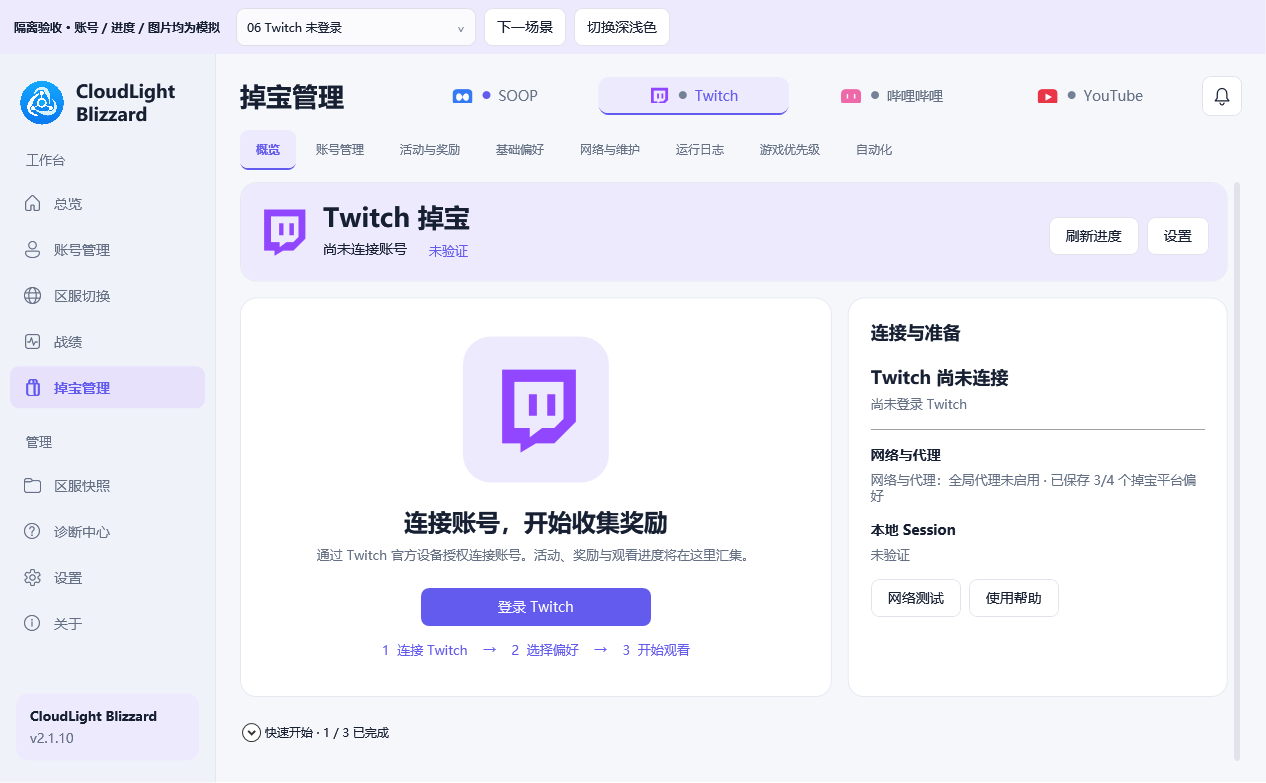 隔离验收 · 账号 / 进度 / 图片均为模拟
06 Twitch 未登录
下一场景
切换深浅色
CloudLight
Blizzard
工作台
总览
账号管理
区服切换
战绩
掉宝管理
管理
区服快照
诊断中心
设置
关于
CloudLight Blizzard
v2.1.10
掉宝管理
SOOP
Twitch
哔哩哔哩
YouTube
概览
账号管理
活动与奖励
基础偏好
网络与维护
运行日志
游戏优先级
自动化
Twitch 掉宝
尚未连接账号 未验证
刷新进度
设置
连接账号，开始收集奖励
通过 Twitch 官方设备授权连接账号。活动、奖励与观看进度将在这里汇集。
登录 Twitch
1 连接 Twitch → 2 选择偏好 → 3 开始观看
连接与准备
Twitch 尚未连接
尚未登录 Twitch
网络与代理
网络与代理：全局代理未启用 · 已保存 3/4 个掉宝平台偏
好
本地 Session
未验证
网络测试
使用帮助
快速开始 · 1 / 3 已完成